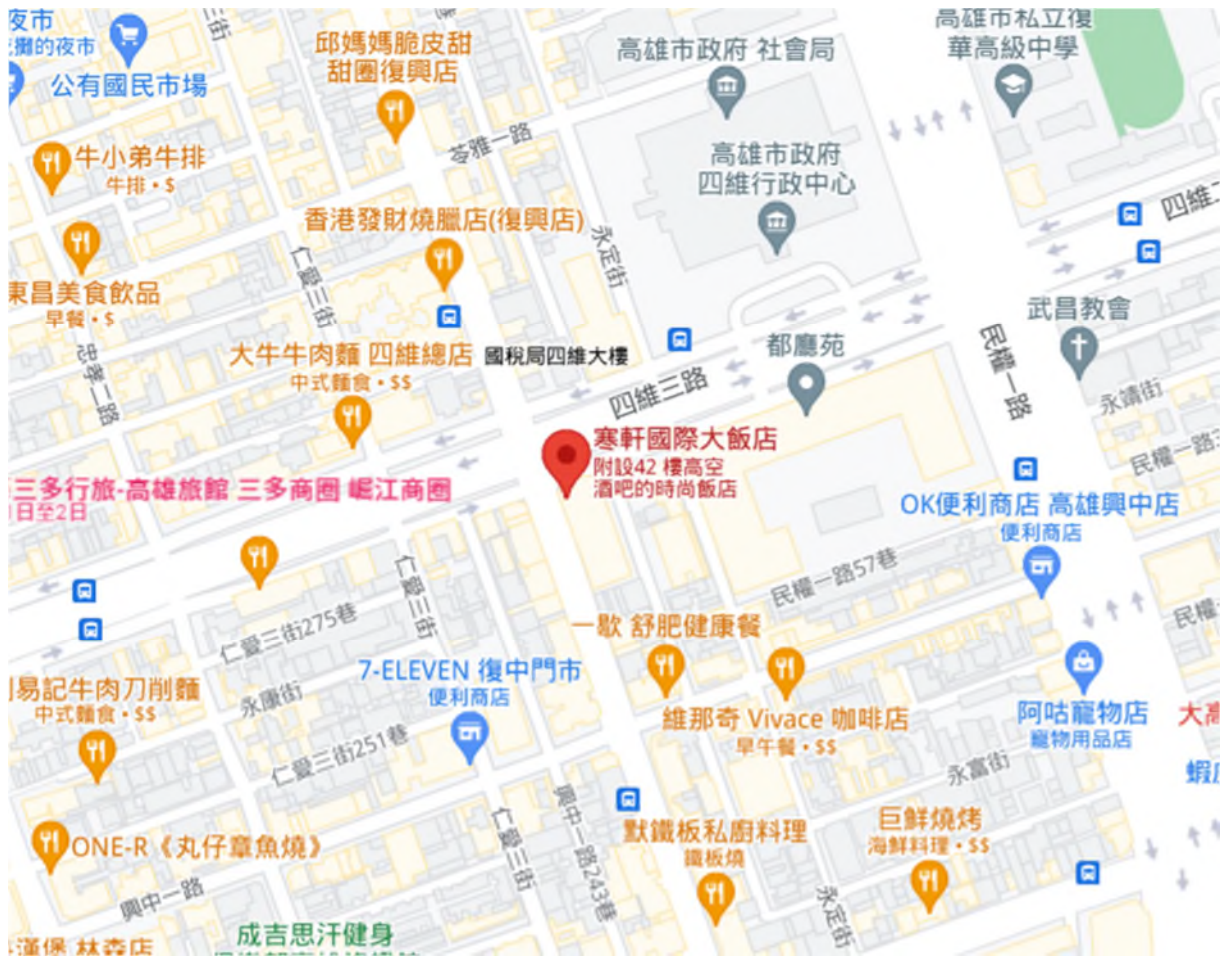 夜市
攤的夜市
公有國民市場
邱媽媽脆皮甜
甜圈復興店
高雄市政府 社會局
高雄市私立復
華高級中學
苓雅一路
牛小弟牛排
牛排・$
高雄市政府
四維行政中心
四維二
香港發財燒臘店(復興店)
永定街
仁愛三街
東昌美食飲品
早餐・$
武昌教會
都廳苑
民權一路
大牛牛肉麵 四維總店
中式麵食・$$
國稅局四維大樓
忠孝二路
四維三路
永靖街
寒軒國際大飯店
附設42 樓高空
酒吧的時尚飯店
民權一路
三多行旅-高雄旅館 三多商圈 崛江商圈
日至2日
OK便利商店 高雄興中店
便利商店
仁愛三街
民權一路57巷
仁愛三街275巷
民權
一歇 舒肥健康餐
7-ELEVEN 復中門市
便利商店
易記牛肉刀削麵
中式麵食・$$
永康街
維那奇 Vivace 咖啡店
早午餐・$$
阿咕寵物店
寵物用品店
大高
仁愛三街251巷
永富街
蝦
默鐵板私廚料理
鐵板燒
巨鮮燒烤
海鮮料理・$$
ONE-R《丸仔章魚燒》
仁愛三街
興中一路243巷
興中一路
永定街
成吉思汗健身
漢堡 林森店